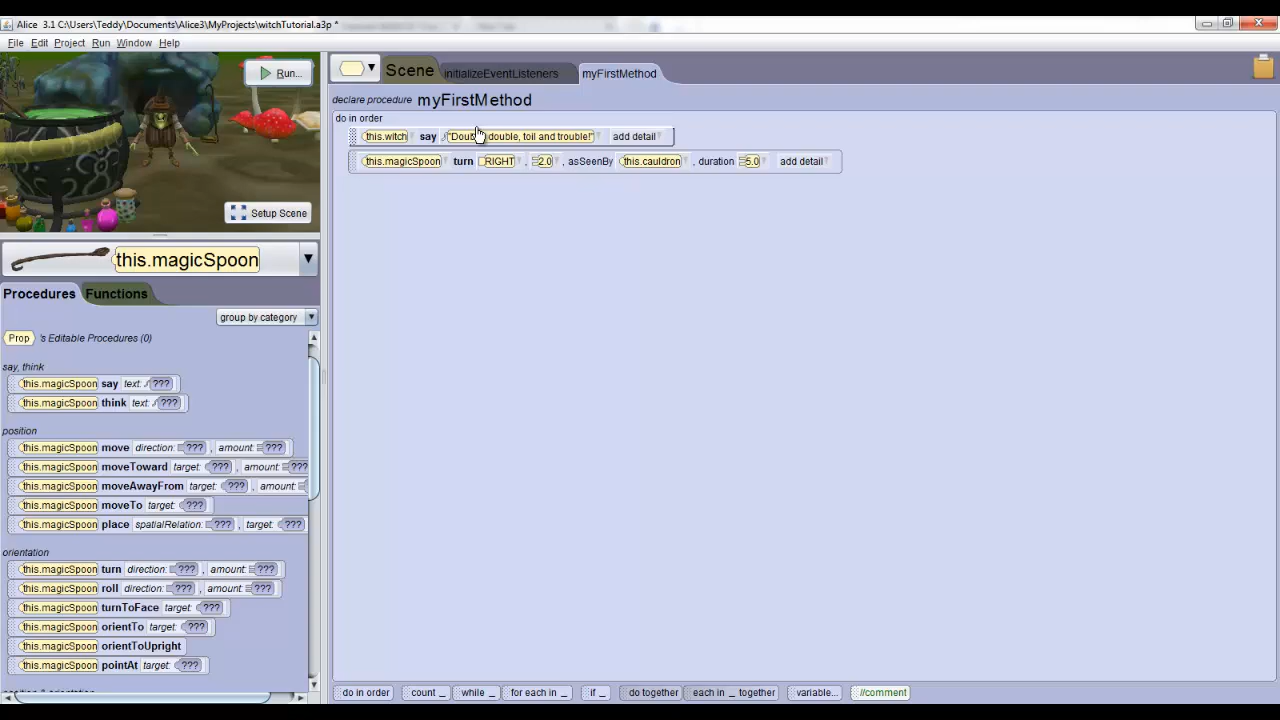 Alice 3.1 C:\Users\Teddy\Documents\Alice3\MyProjects\witchTutorial.a3p *
File Edit Project Run Window Help
Run...
Setup Scene
this.magicSpoon
Procedures Functions
group by category
Prop 's Editable Procedures (0)
say, think
this.magicSpoon say text: ???
this.magicSpoon think text: ???
position
this.magicSpoon move direction: ??? , amount: ???
this.magicSpoon moveToward target: ??? , amount: ???
this.magicSpoon moveAwayFrom target: ??? , amount:
this.magicSpoon moveTo target: ???
this.magicSpoon place spatialRelation: ??? , target: ???
orientation
this.magicSpoon turn direction: ??? , amount: ???
this.magicSpoon roll direction: ??? , amount: ???
this.magicSpoon turnToFace target: ???
this.magicSpoon orientTo target: ???
this.magicSpoon orientToUpright
this.magicSpoon pointAt target: ???
Scene initializeEventListeners myFirstMethod
declare procedure myFirstMethod
do in order
this.witch say "Double, double, toil and trouble!" add detail
this.magicSpoon turn RIGHT , 2.0 , asSeenBy this.cauldron , duration 5.0 add detail
do in order count _ while _ for each in _ if _ do together each in _ together variable... //comment